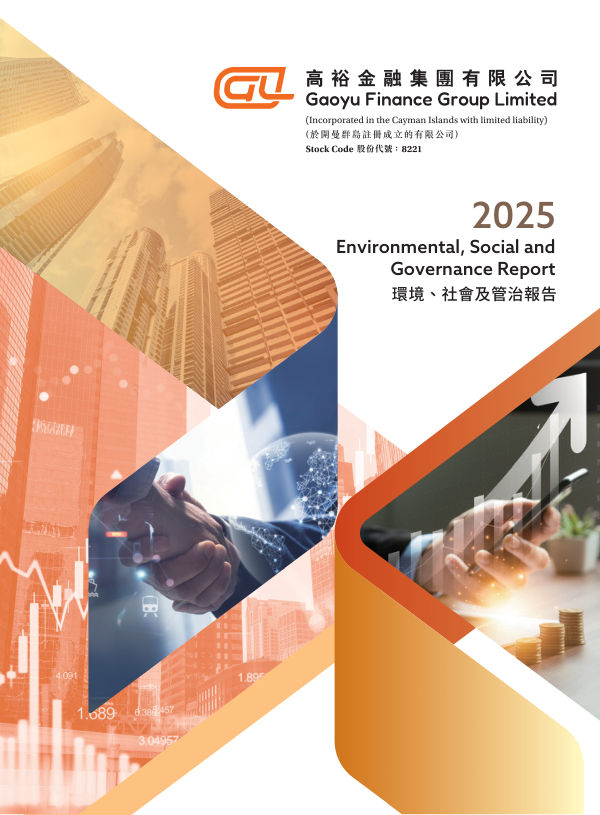 GU
高裕金融集團有限公司
Gaoyu Finance Group Limited
(Incorporated in the Cayman Islands with limited liability)
(於開曼群島註冊成立的有限公司)
Stock Code 股份代號：8221
2025
Environmental, Social and
Governance Report
環境、社會及管治報告
4.091
1.895
1.689
3.04957